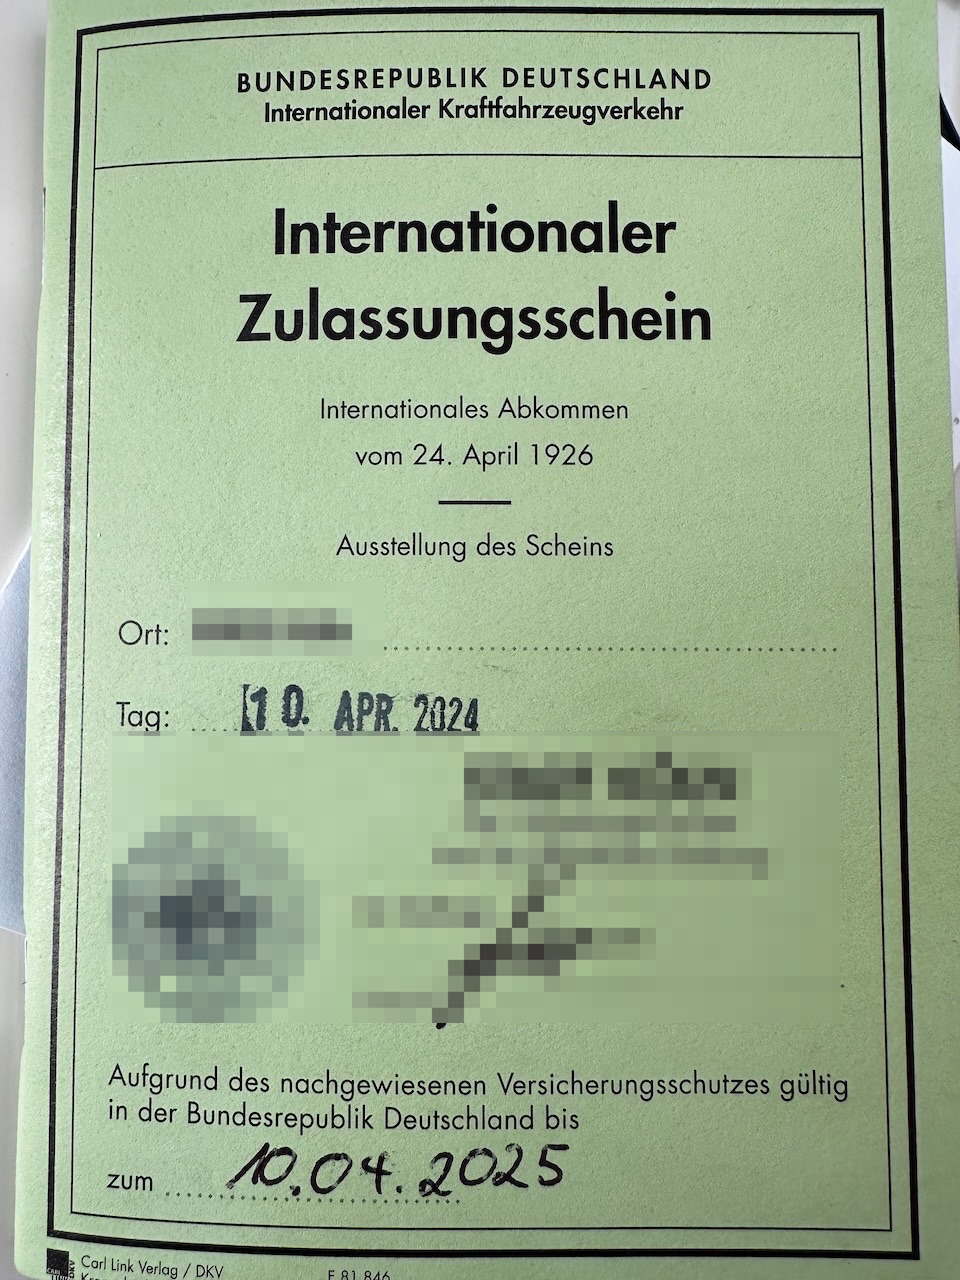 BUNDESREPUBLIK DEUTSCHLAND
Internationaler Kraftfahrzeugverkehr
Internationaler
Zulassungsschein
Internationales Abkommen
vom 24. April 1926
Ausstellung des Scheins
Ort:
Tag: 10. APR. 2024
Aufgrund des nachgewiesenen Versicherungsschutzes gültig
in der Bundesrepublik Deutschland bis
zum 10.04.2025
Carl Link Verlag / DKV
F 81 846